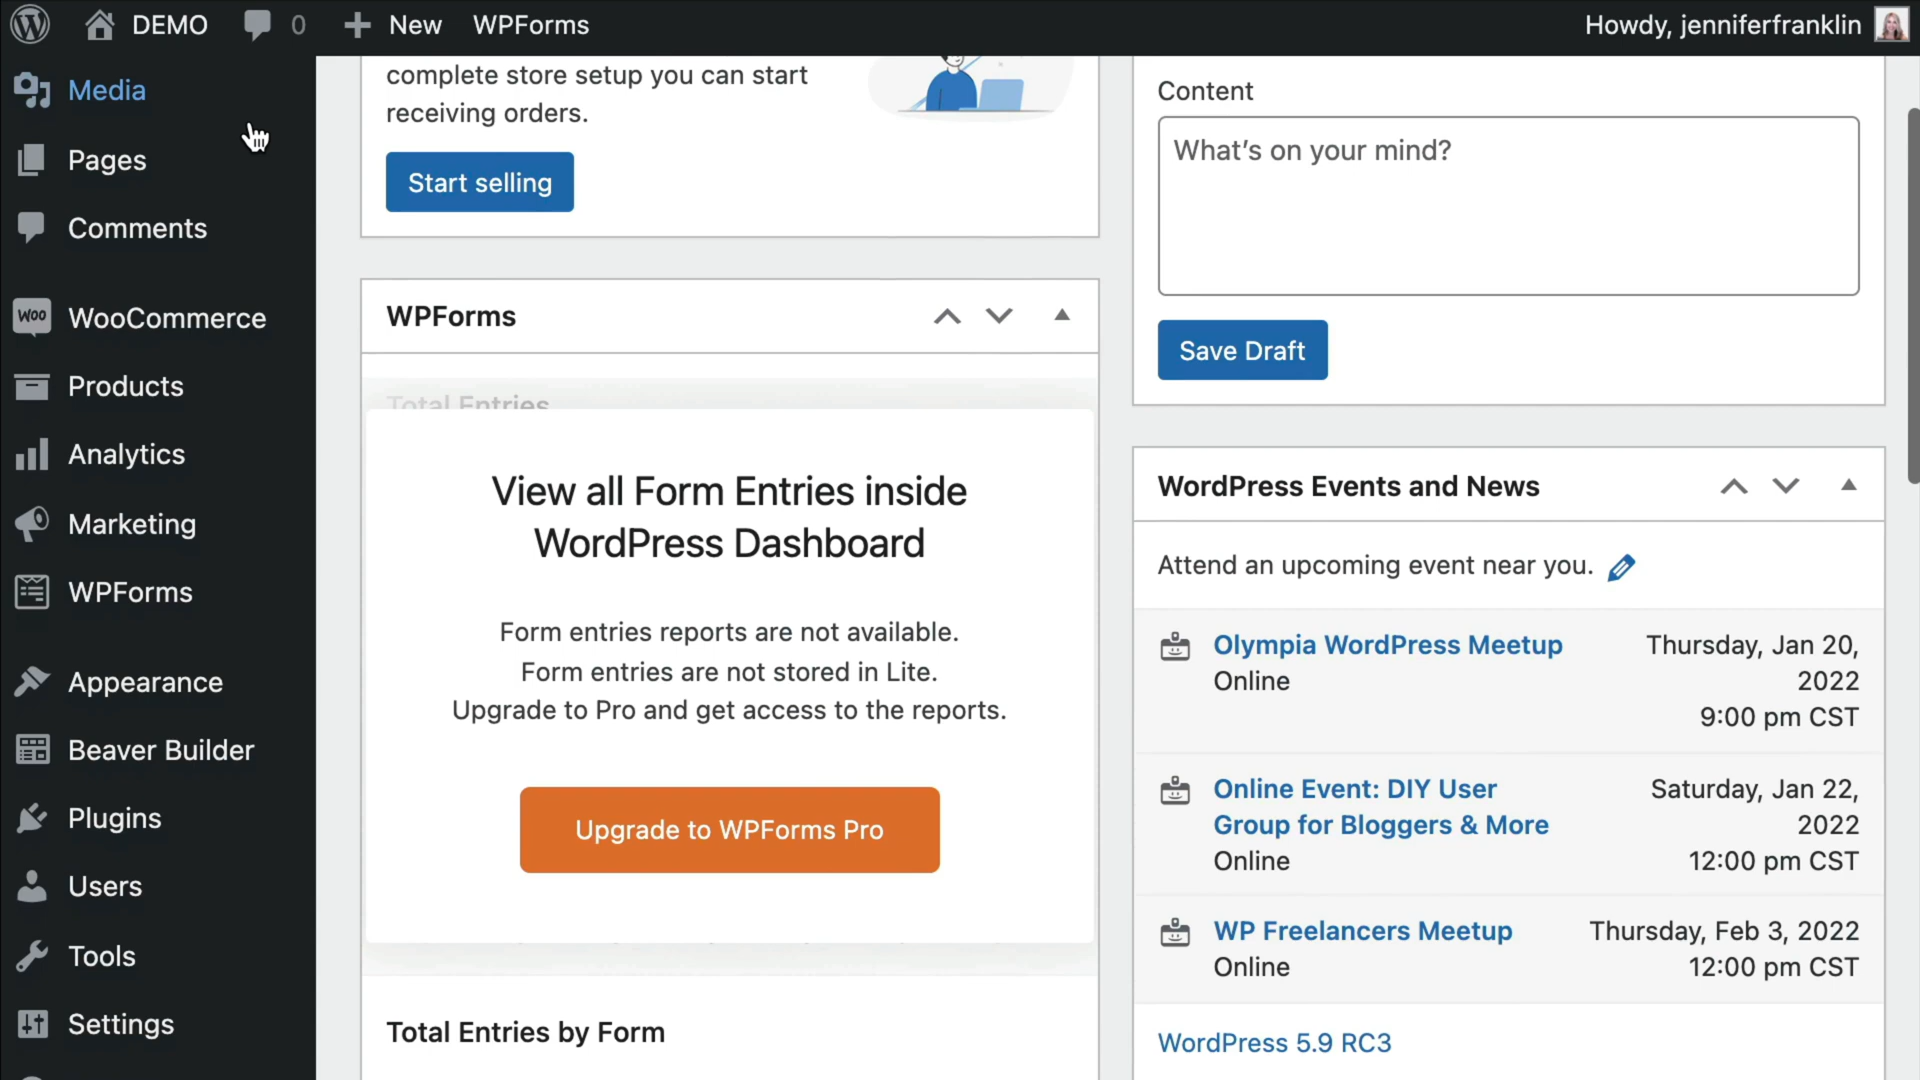 DEMO 0 New WPForms Howdy, jenniferfranklin
Media
Pages
Comments
Woo WooCommerce
Products
Analytics
Marketing
WPForms
Appearance
Beaver Builder
Plugins
Users
Tools
Settings
complete store setup you can start
receiving orders.
Start selling
WPForms
Total Entries
View all Form Entries inside
WordPress Dashboard
Form entries reports are not available.
Form entries are not stored in Lite.
Upgrade to Pro and get access to the reports.
Upgrade to WPForms Pro
Total Entries by Form
Content
What’s on your mind?
Save Draft
WordPress Events and News
Attend an upcoming event near you.
Olympia WordPress Meetup
Online
Thursday, Jan 20,
2022
9:00 pm CST
Online Event: DIY User
Group for Bloggers & More
Online
Saturday, Jan 22,
2022
12:00 pm CST
WP Freelancers Meetup
Online
Thursday, Feb 3, 2022
12:00 pm CST
WordPress 5.9 RC3